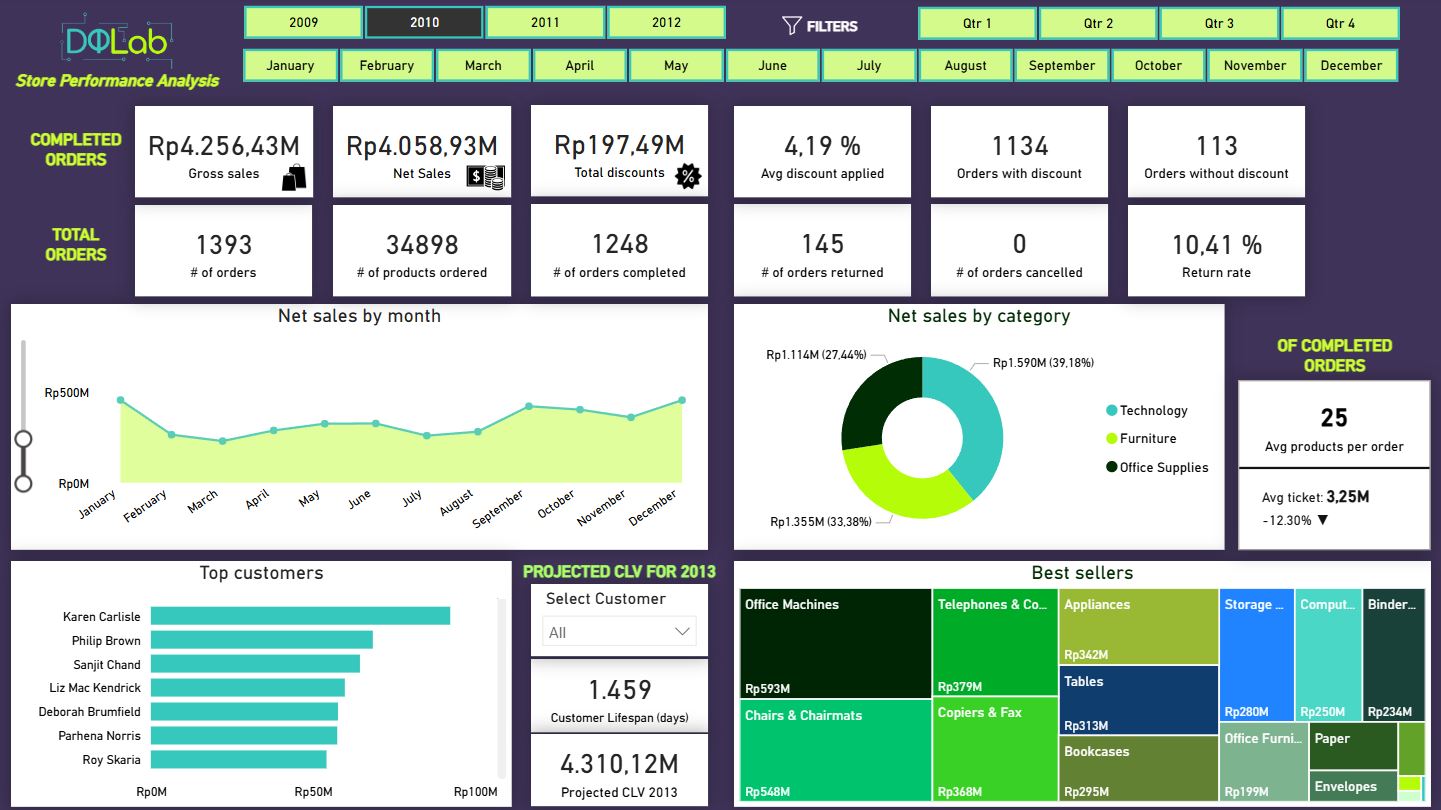 DQLab
Store Performance Analysis
2009
2010
2011
2012
FILTERS
Qtr 1
Qtr 2
Qtr 3
Qtr 4
January
February
March
April
May
June
July
August
September
October
November
December
COMPLETED
ORDERS
Rp4.256,43M
Gross sales
Rp4.058,93M
Net Sales
$
Rp197,49M
Total discounts
%
4,19 %
Avg discount applied
1134
Orders with discount
113
Orders without discount
TOTAL
ORDERS
1393
# of orders
34898
# of products ordered
1248
# of orders completed
145
# of orders returned
0
# of orders cancelled
10,41 %
Return rate
Net sales by month
Rp500M
Rp0M
January
February
March
April
May
June
July
August
September
October
November
December
Net sales by category
Rp1.114M (27,44%)
Rp1.590M (39,18%)
Rp1.355M (33,38%)
Technology
Furniture
Office Supplies
OF COMPLETED
ORDERS
25
Avg products per order
Avg ticket: 3,25M
-12.30% ▼
Top customers
Karen Carlisle
Philip Brown
Sanjit Chand
Liz Mac Kendrick
Deborah Brumfield
Parhena Norris
Roy Skaria
Rp0M
Rp50M
Rp100M
PROJECTED CLV FOR 2013
Select Customer
All
1.459
Customer Lifespan (days)
4.310,12M
Projected CLV 2013
Best sellers
Office Machines
Rp593M
Chairs & Chairmats
Rp548M
Telephones & Co...
Rp379M
Copiers & Fax
Rp368M
Appliances
Rp342M
Tables
Rp313M
Bookcases
Rp295M
Storage ...
Rp280M
Comput...
Rp250M
Binder...
Rp234M
Office Furni...
Rp199M
Paper
Envelopes